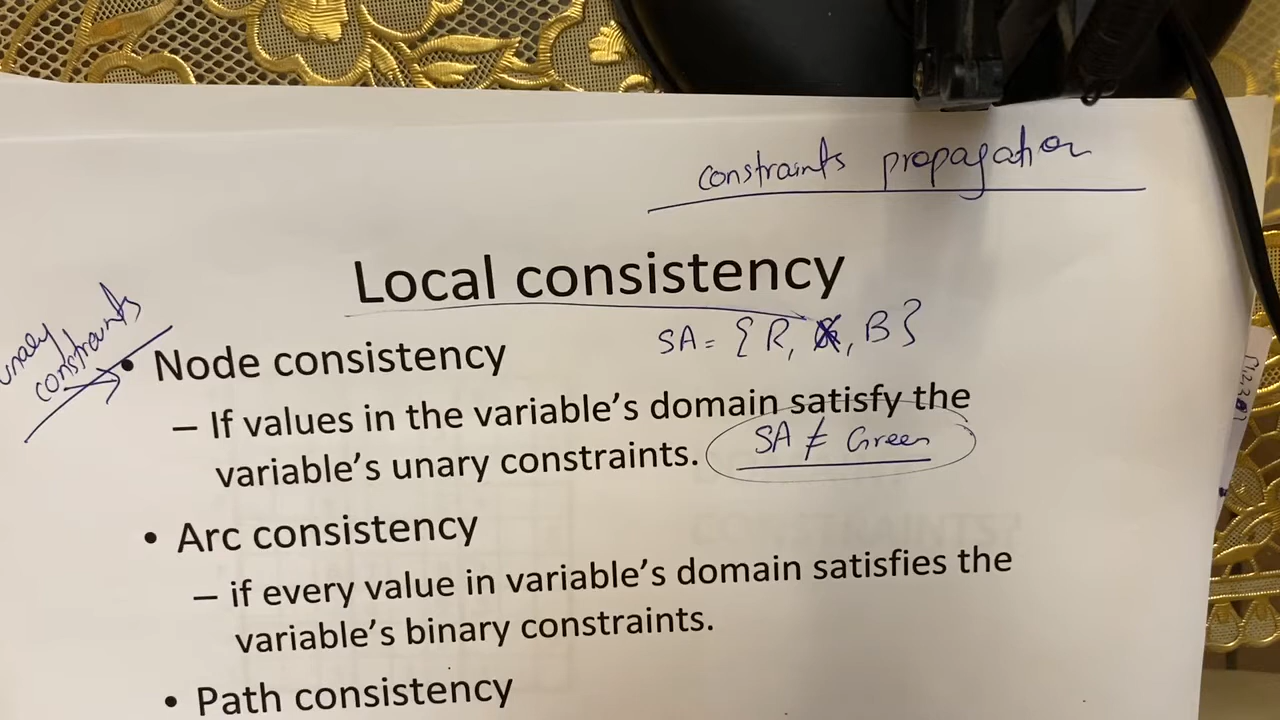 constraints propagation
Local consistency
unary
constraints
SA = {R, G, B}
• Node consistency
– If values in the variable's domain satisfy the
variable's unary constraints.
SA ≠ Green
• Arc consistency
– if every value in variable's domain satisfies the
variable's binary constraints.
• Path consistency